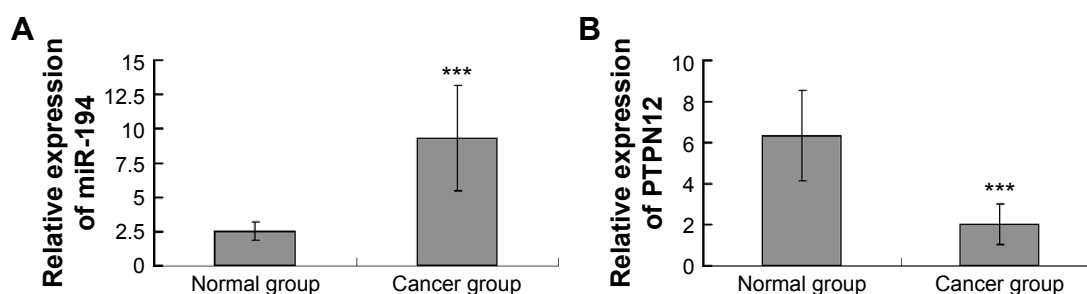 A
Relative expression
of miR-194
15
12.5
10
7.5
5
2.5
0
***
Normal group
Cancer group
B
Relative expression
of PTPN12
10
8
6
4
2
0
***
Normal group
Cancer group